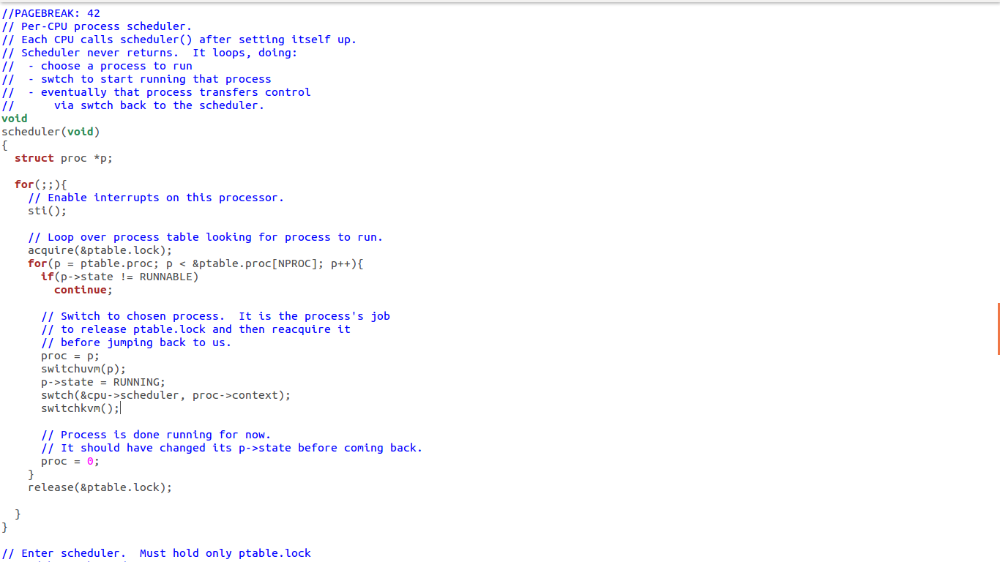 //PAGEBREAK: 42
// Per-CPU process scheduler.
// Each CPU calls scheduler() after setting itself up.
// Scheduler never returns.  It loops, doing:
//  - choose a process to run
//  - swtch to start running that process
//  - eventually that process transfers control
//      via swtch back to the scheduler.
void
scheduler(void)
{
  struct proc *p;

  for(;;){
    // Enable interrupts on this processor.
    sti();

    // Loop over process table looking for process to run.
    acquire(&ptable.lock);
    for(p = ptable.proc; p < &ptable.proc[NPROC]; p++){
      if(p->state != RUNNABLE)
        continue;

      // Switch to chosen process.  It is the process's job
      // to release ptable.lock and then reacquire it
      // before jumping back to us.
      proc = p;
      switchuvm(p);
      p->state = RUNNING;
      swtch(&cpu->scheduler, proc->context);
      switchkvm();

      // Process is done running for now.
      // It should have changed its p->state before coming back.
      proc = 0;
    }
    release(&ptable.lock);

  }
}

// Enter scheduler.  Must hold only ptable.lock